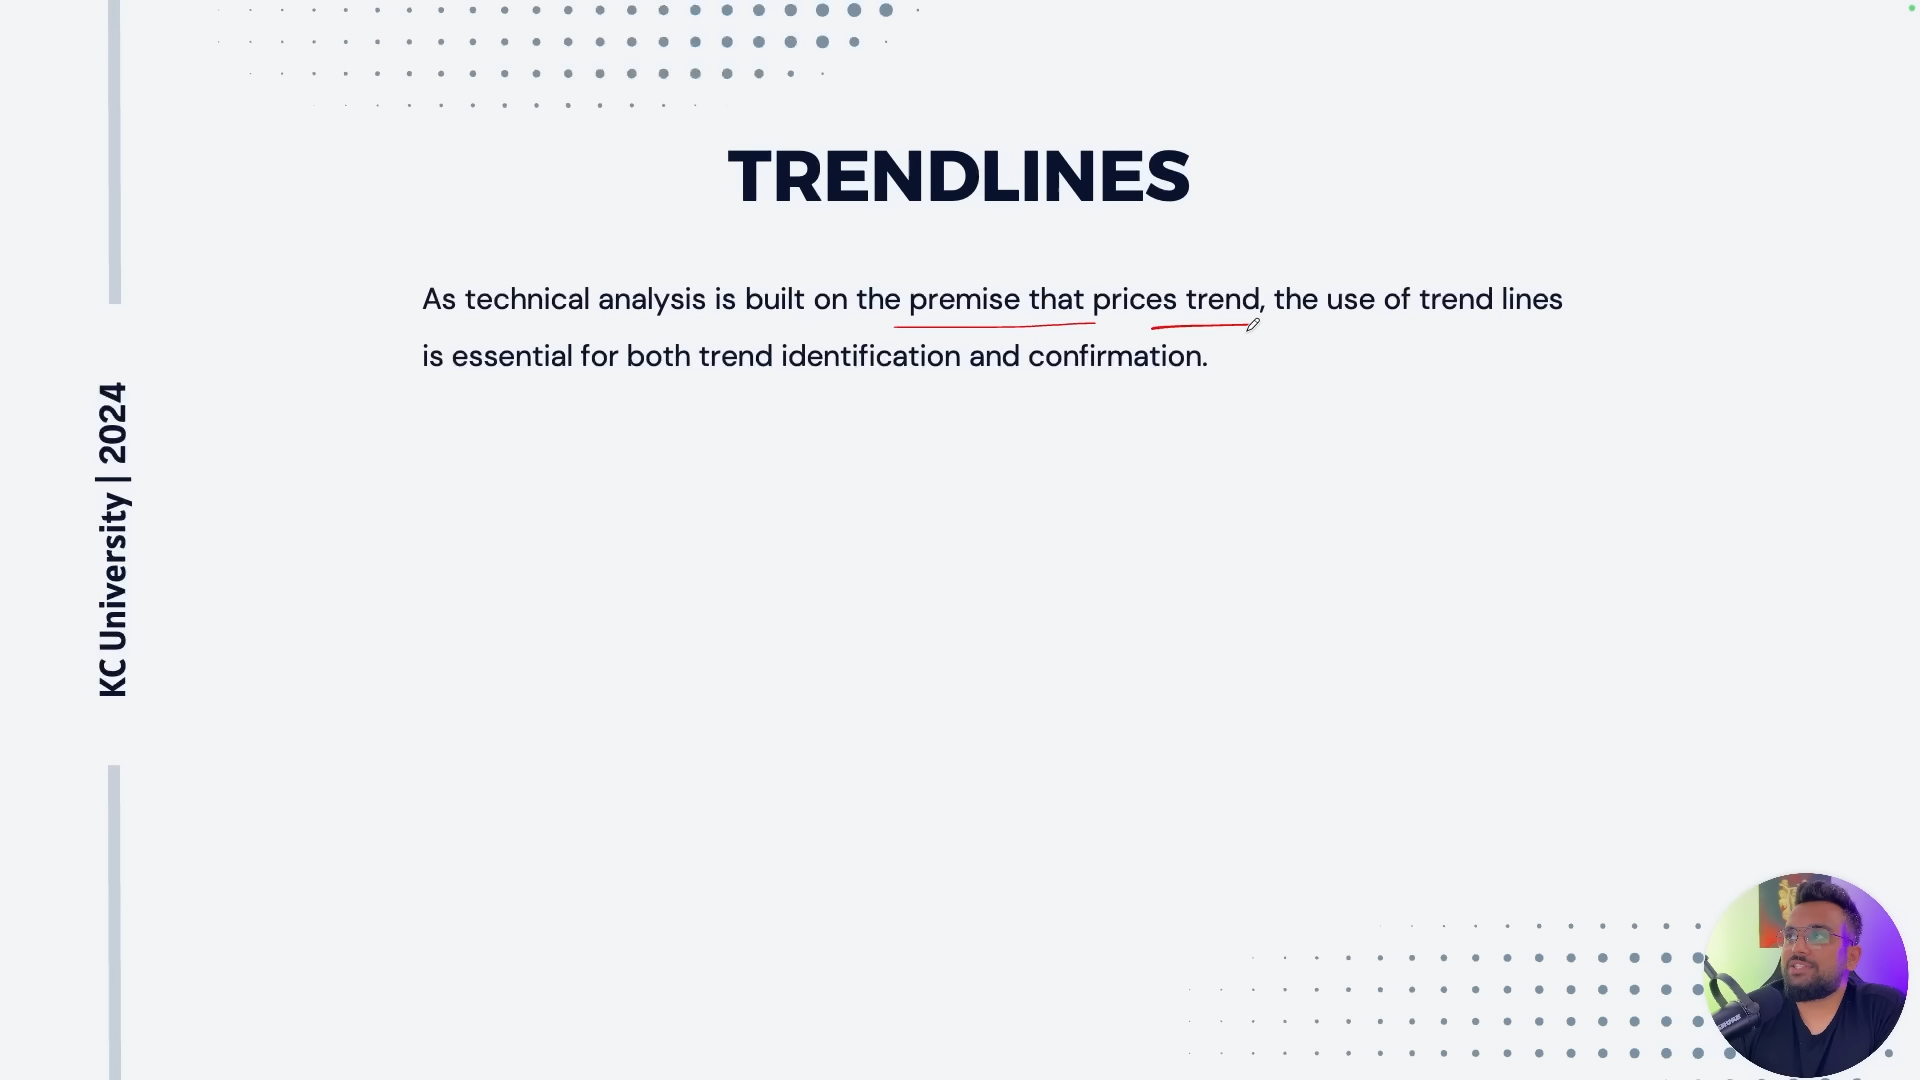 TRENDLINES
As technical analysis is built on the premise that prices trend, the use of trend lines
is essential for both trend identification and confirmation.
KC University | 2024